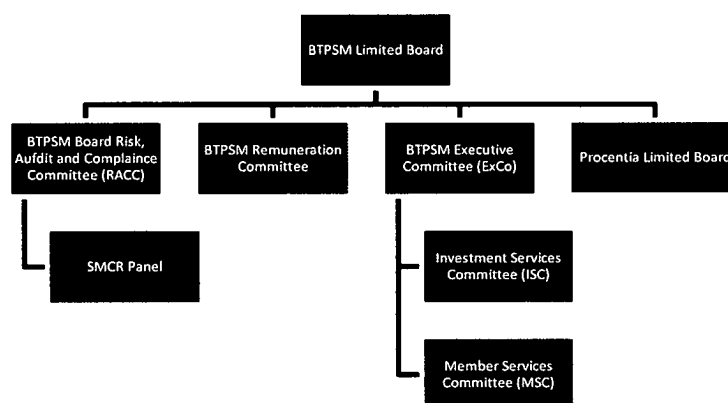 BTPSM Limited Board
BTPSM Board Risk,
Aufdit and Complaince
Committee (RACC)
BTPSM Remuneration
Committee
BTPSM Executive
Committee (ExCo)
Procentia Limited Board
SMCR Panel
Investment Services
Committee (ISC)
Member Services
Committee (MSC)